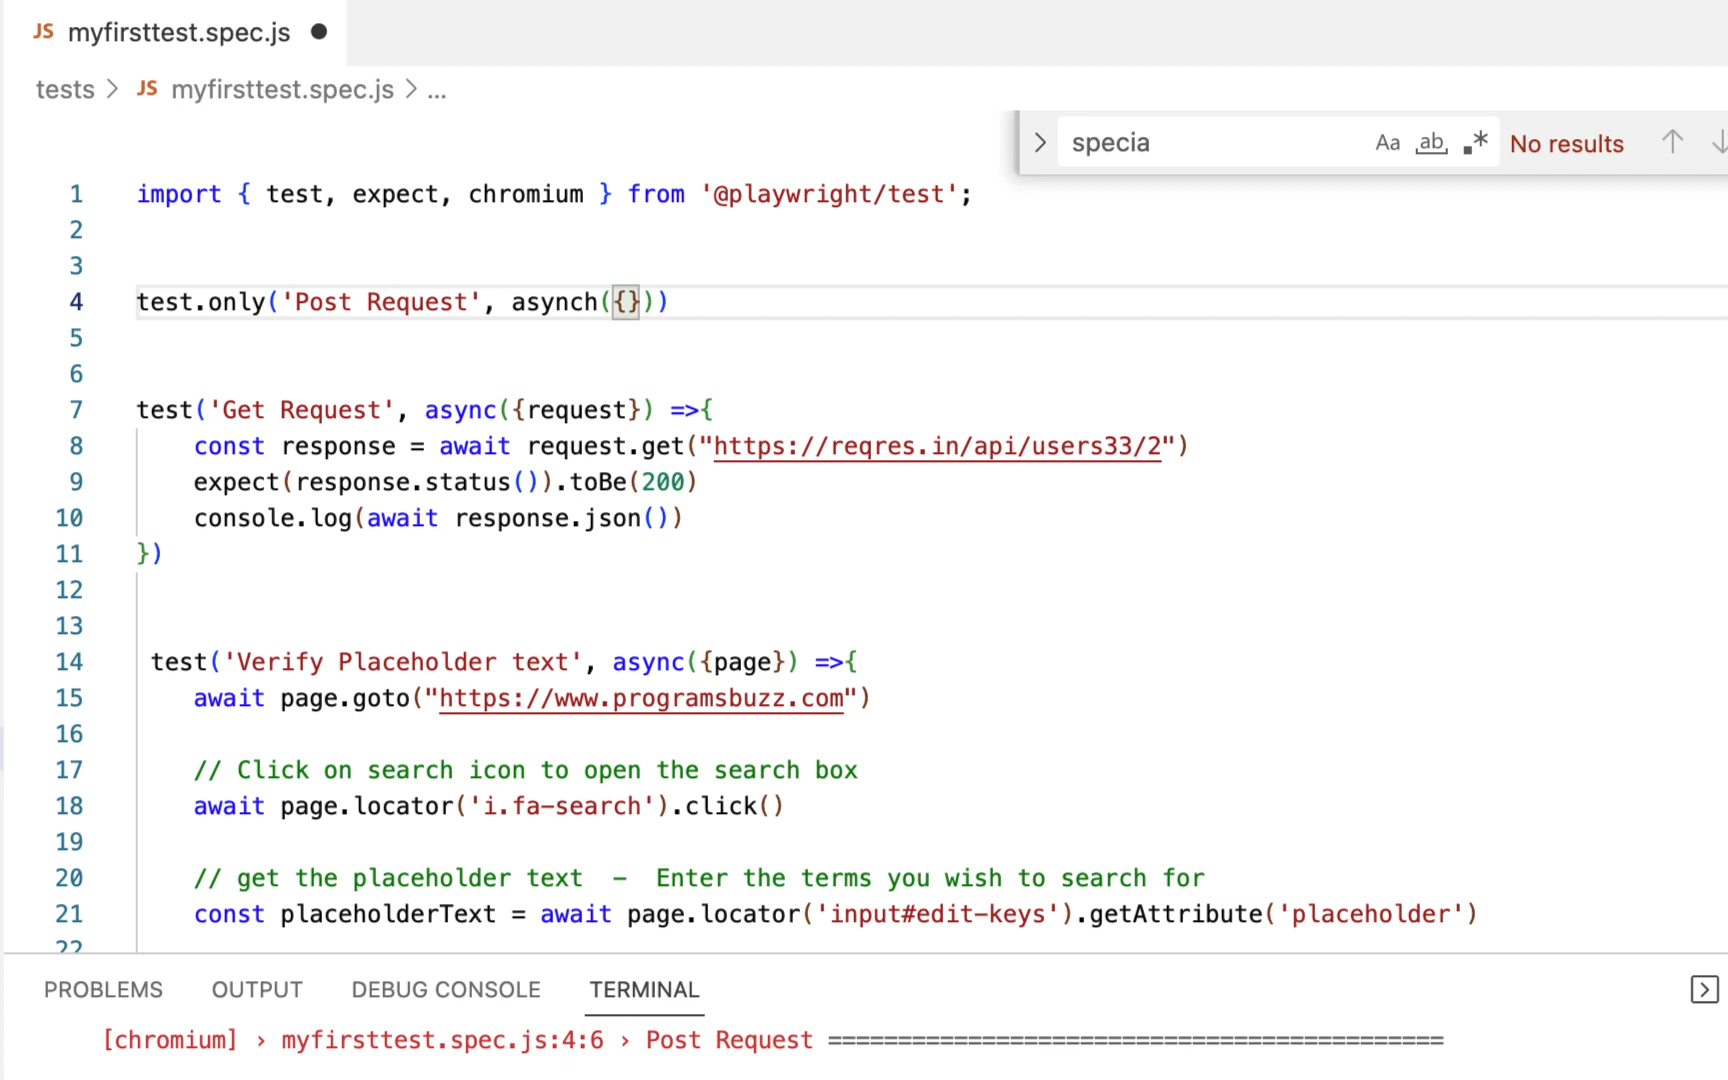 JS myfirsttest.spec.js ●
tests > JS myfirsttest.spec.js > ...
> specia Aa ab .* No results ↑ ↓
1 import { test, expect, chromium } from '@playwright/test';
2
3
4 test.only('Post Request', asynch({}))
5
6
7 test('Get Request', async({request}) =>{
8 const response = await request.get("https://reqres.in/api/users33/2")
9 expect(response.status()).toBe(200)
10 console.log(await response.json())
11 })
12
13
14 test('Verify Placeholder text', async({page}) =>{
15 await page.goto("https://www.programsbuzz.com")
16
17 // Click on search icon to open the search box
18 await page.locator('i.fa-search').click()
19
20 // get the placeholder text – Enter the terms you wish to search for
21 const placeholderText = await page.locator('input#edit-keys').getAttribute('placeholder')
22
PROBLEMS OUTPUT DEBUG CONSOLE TERMINAL
[chromium] › myfirsttest.spec.js:4:6 › Post Request ============================================